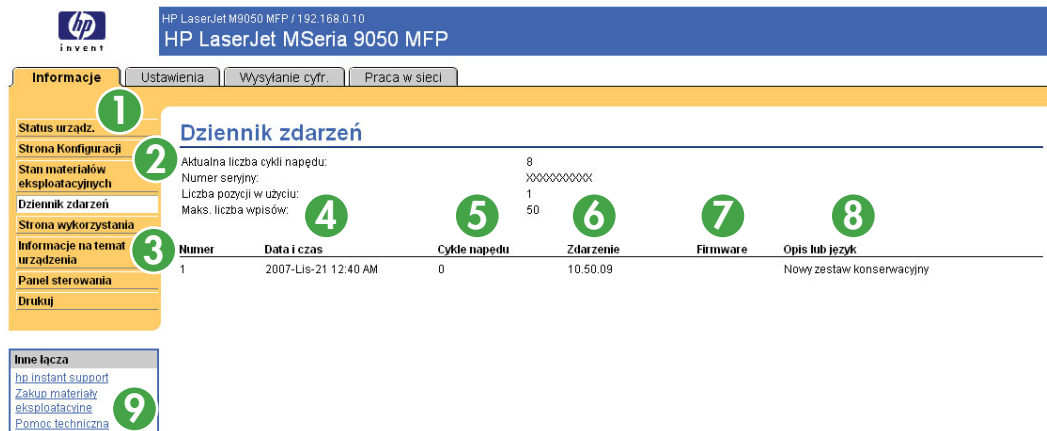 hp
invent
HP LaserJet M9050 MFP / 192.168.0.10
HP LaserJet MSeria 9050 MFP
Informacje
Ustawienia
Wysyłanie cyfr.
Praca w sieci
1
Status urządz.
Strona Konfiguracji
2
Stan materiałów
eksploatacyjnych
Dziennik zdarzeń
Strona wykorzystania
Informacje na temat
urządzenia
3
Panel sterowania
Drukuj
Dziennik zdarzeń
Aktualna liczba cykli napędu: 8
Numer seryjny: XXXXXXXXXX
Liczba pozycji w użyciu: 1
Maks. liczba wpisów: 50
4 5 6 7 8
Numer Data i czas Cykle napędu Zdarzenie Firmware Opis lub język
1 2007-Lis-21 12:40 AM 0 10.50.09 Nowy zestaw konserwacyjny
Inne łącza
hp instant support
Zakup materiały
eksploatacyjne
9
Pomoc techniczna